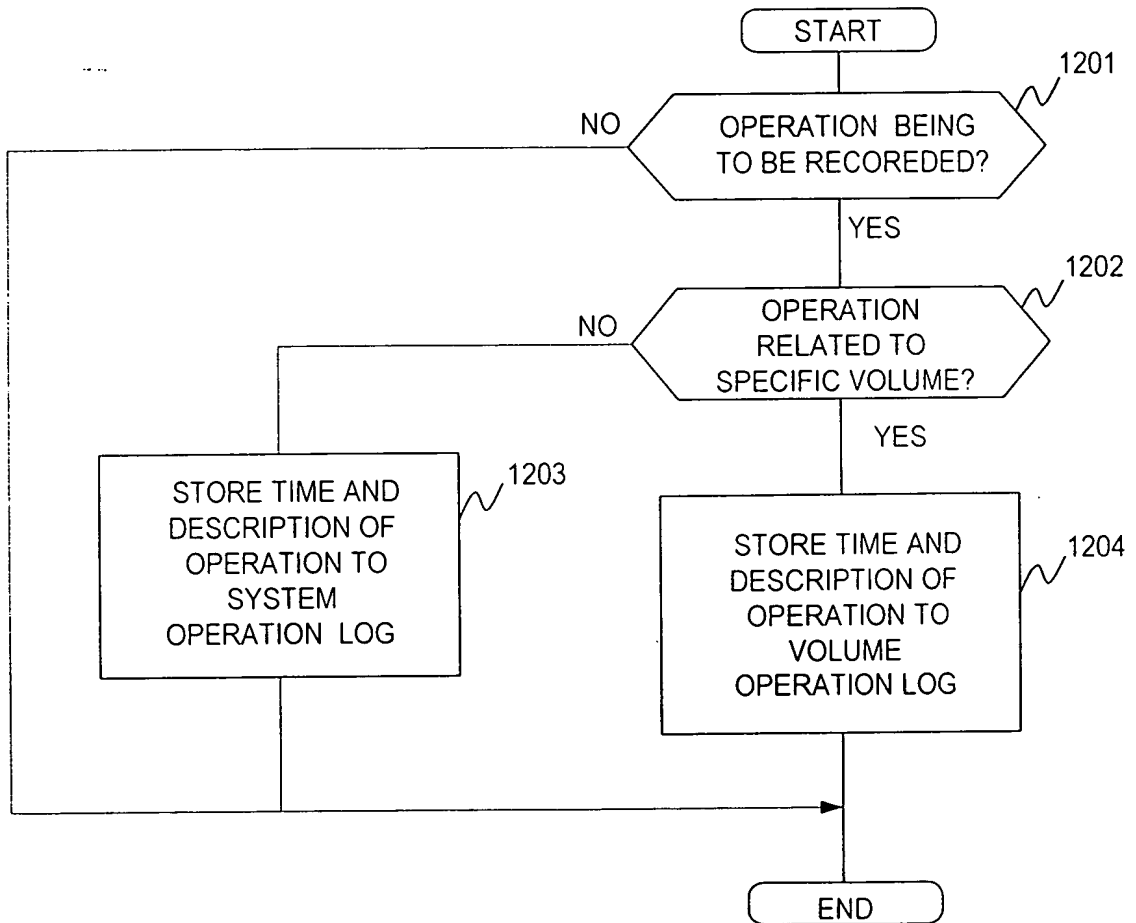 START
1201
NO
OPERATION BEING
TO BE RECOREDED?
YES
1202
NO
OPERATION
RELATED TO
SPECIFIC VOLUME?
YES
1203
STORE TIME AND
DESCRIPTION OF
OPERATION TO
SYSTEM
OPERATION LOG
1204
STORE TIME AND
DESCRIPTION OF
OPERATION TO
VOLUME
OPERATION LOG
END